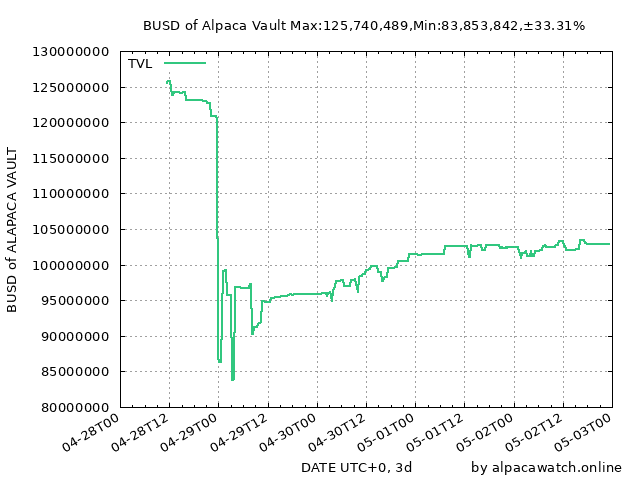 BUSD of Alpaca Vault Max:125,740,489,Min:83,853,842,±33.31%
TVL
BUSD of ALAPACA VAULT
130000000
125000000
120000000
115000000
110000000
105000000
100000000
95000000
90000000
85000000
80000000
04-28T00
04-28T12
04-29T00
04-29T12
04-30T00
04-30T12
05-01T00
05-01T12
05-02T00
05-02T12
05-03T00
DATE UTC+0, 3d
by alpacawatch.online